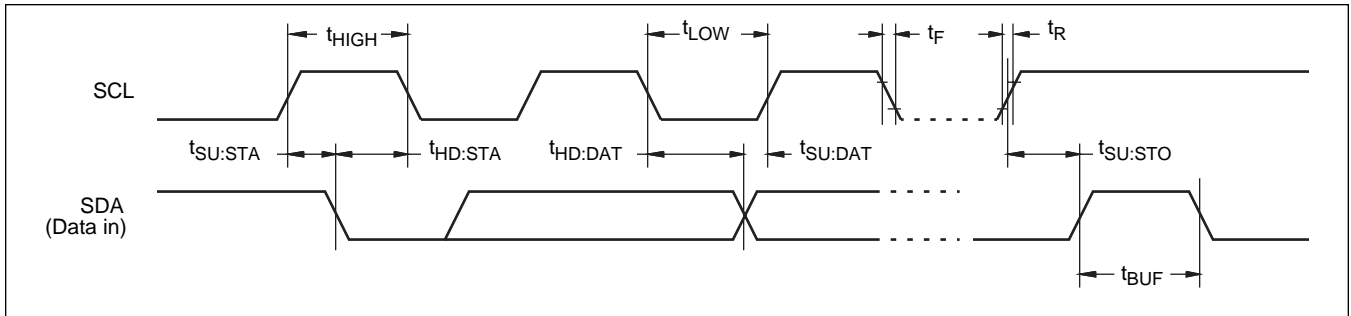 tHIGH
tLOW
tF
tR
SCL
tSU:STA
tHD:STA
tHD:DAT
tSU:DAT
tSU:STO
SDA
(Data in)
tBUF